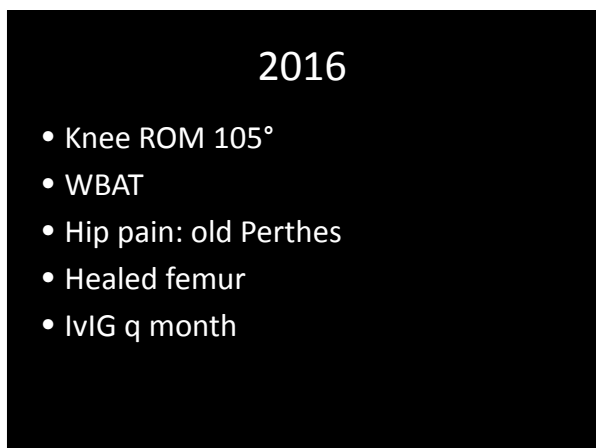 2016
• Knee ROM 105°
• WBAT
• Hip pain: old Perthes
• Healed femur
• IvIG q month